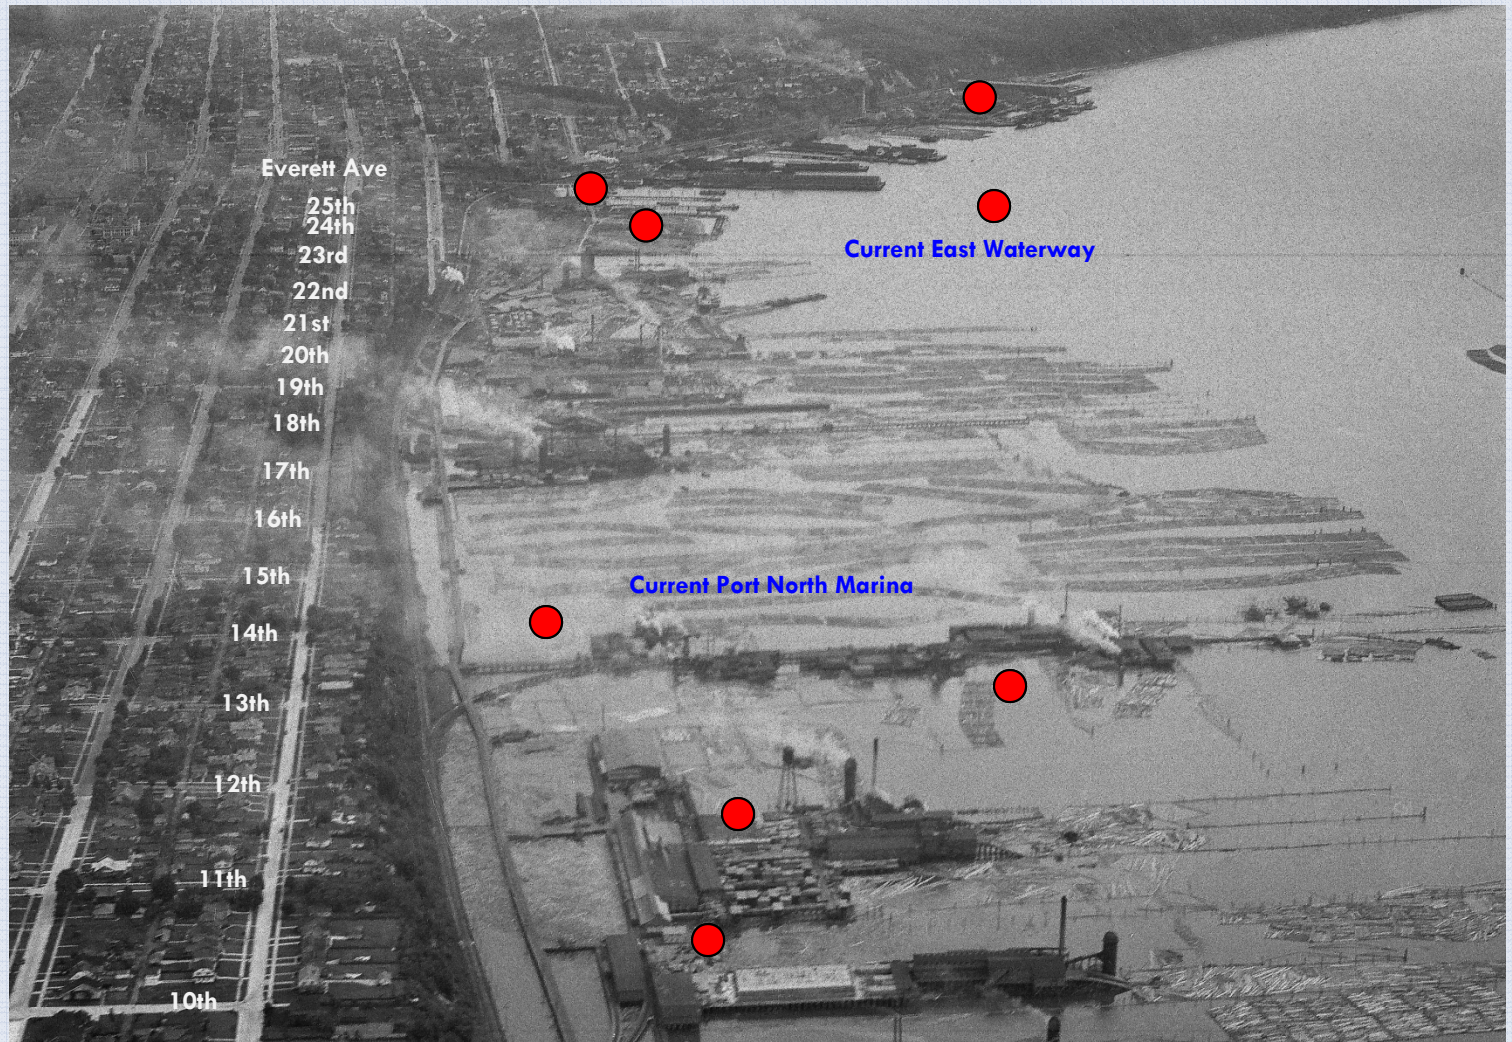 Everett Ave
25th
24th
Current East Waterway
23rd
22nd
21st
20th
19th
18th
17th
16th
15th
Current Port North Marina
14th
13th
12th
11th
10th